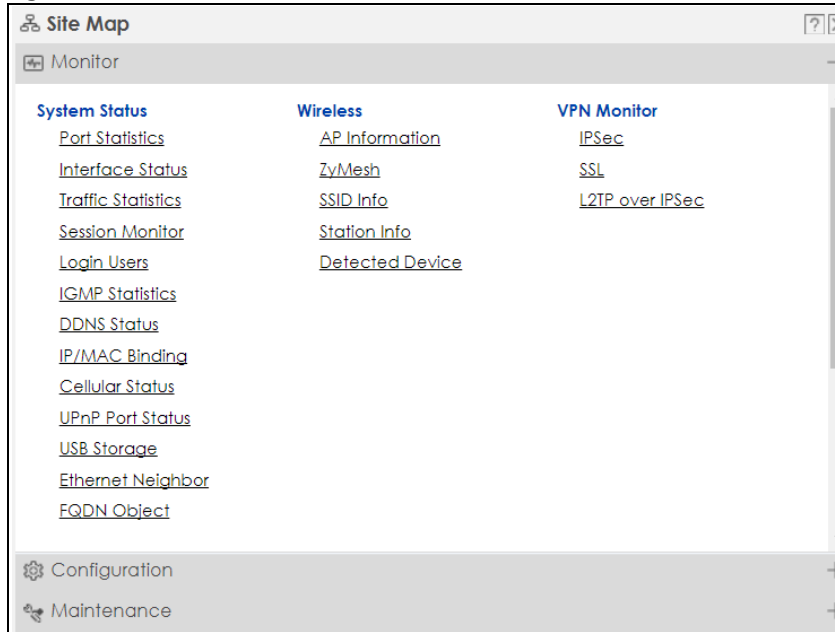 Site Map
?
Monitor
System Status
Port Statistics
Interface Status
Traffic Statistics
Session Monitor
Login Users
IGMP Statistics
DDNS Status
IP/MAC Binding
Cellular Status
UPnP Port Status
USB Storage
Ethernet Neighbor
FQDN Object
Wireless
AP Information
ZyMesh
SSID Info
Station Info
Detected Device
VPN Monitor
IPSec
SSL
L2TP over IPSec
Configuration
Maintenance